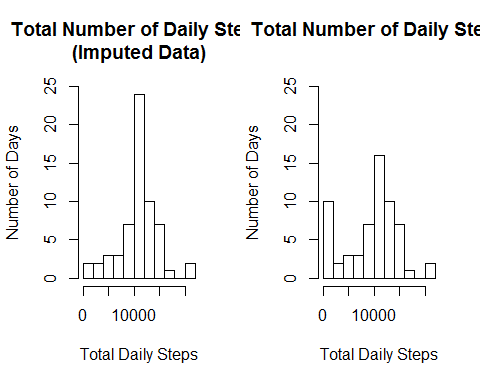 Total Number of Daily Ste
(Imputed Data)
Number of Days
0
5
10
15
20
25
0
10000
Total Daily Steps
Total Number of Daily Ste
Number of Days
0
5
10
15
20
25
0
10000
Total Daily Steps